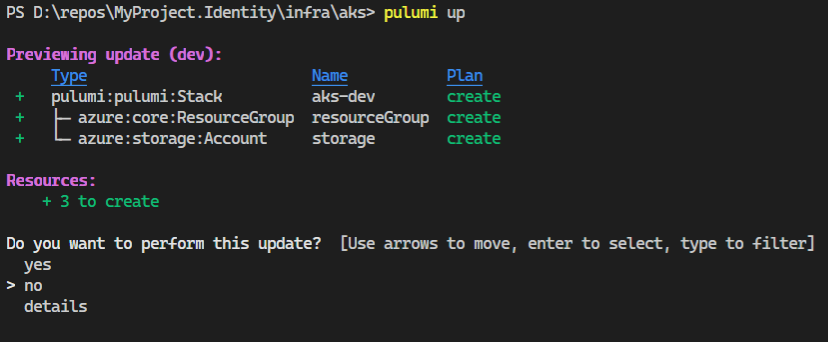 PS D:\repos\MyProject.Identity\infra\aks> pulumi up
Previewing update (dev):
Type Name Plan
+ pulumi:pulumi:Stack aks-dev create
+ ├─ azure:core:ResourceGroup resourceGroup create
+ └─ azure:storage:Account storage create
Resources:
+ 3 to create
Do you want to perform this update? [Use arrows to move, enter to select, type to filter]
yes
> no
details